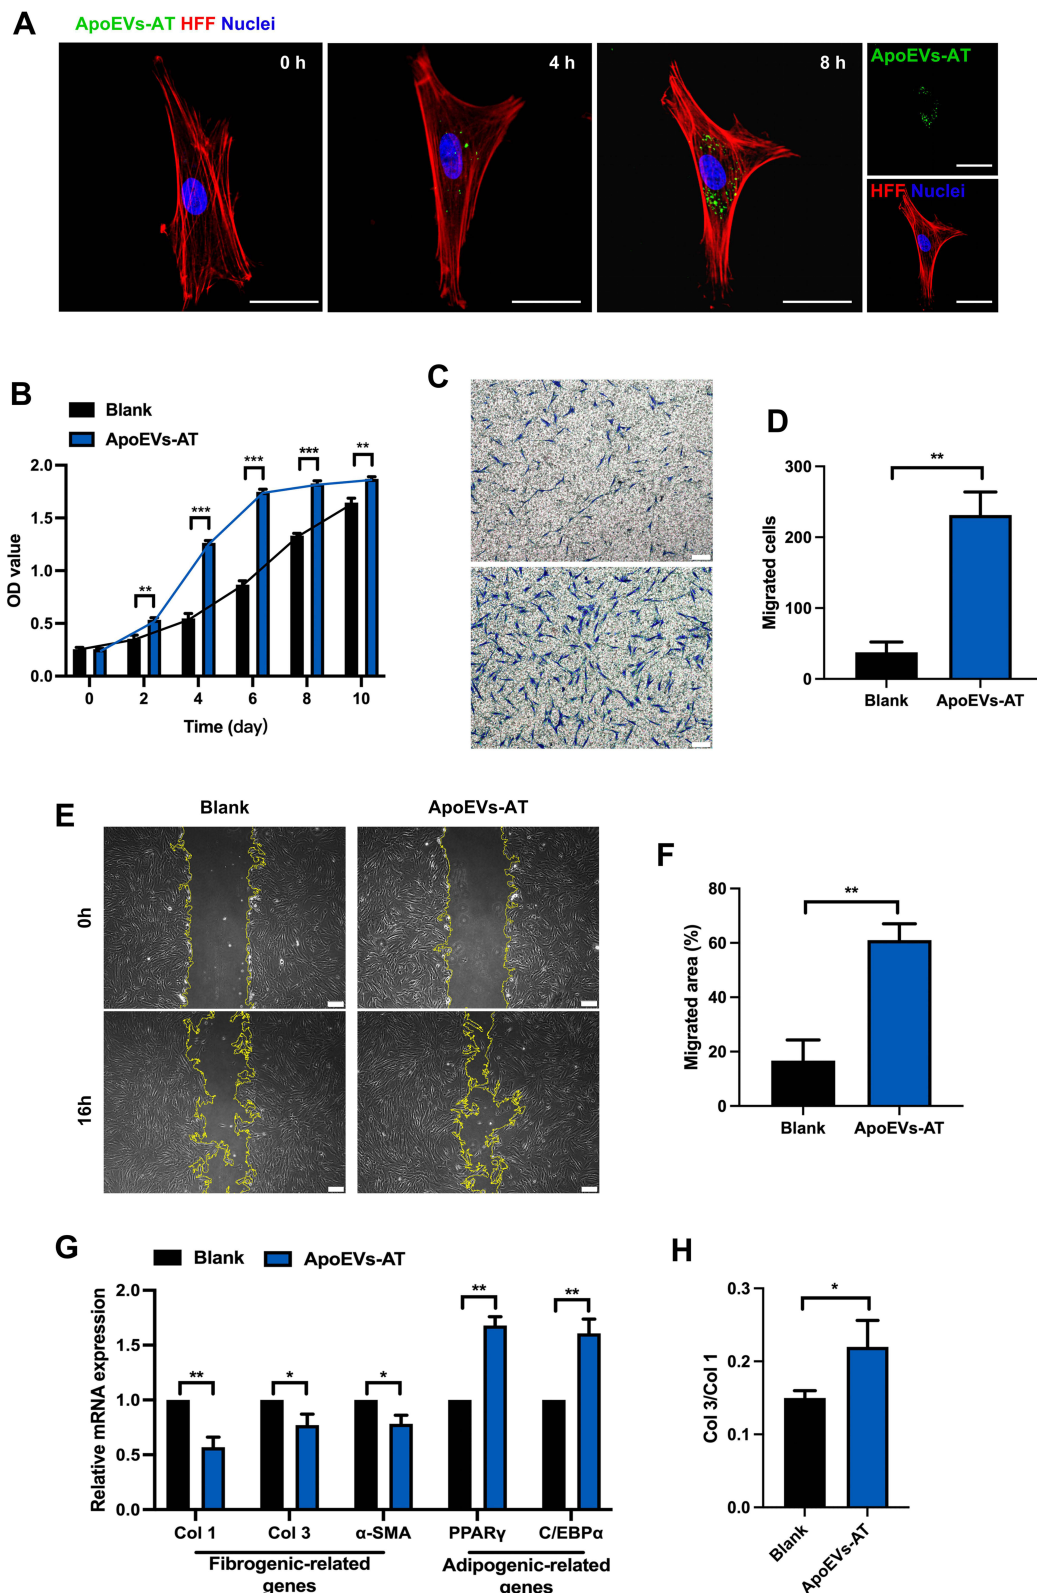 A
ApoEVs-AT HFF Nuclei
0 h
4 h
8 h
ApoEVs-AT
HFF Nuclei
B
Blank
ApoEVs-AT
OD value
2.0
1.5
1.0
0.5
0.0
** *** *** *** **
0 2 4 6 8 10
Time (day)
C
D
Migrated cells
300
200
100
0
**
Blank ApoEVs-AT
E
Blank ApoEVs-AT
0h
16h
F
Migrated area (%)
80
60
40
20
0
**
Blank ApoEVs-AT
G
Blank ApoEVs-AT
Relative mRNA expression
2.0
1.5
1.0
0.5
0.0
** * * ** **
Col 1 Col 3 α-SMA PPARγ C/EBPα
Fibrogenic-related
genes
Adipogenic-related
genes
H
Col 3/Col 1
0.3
0.2
0.1
0.0
*
Blank
ApoEVs-AT